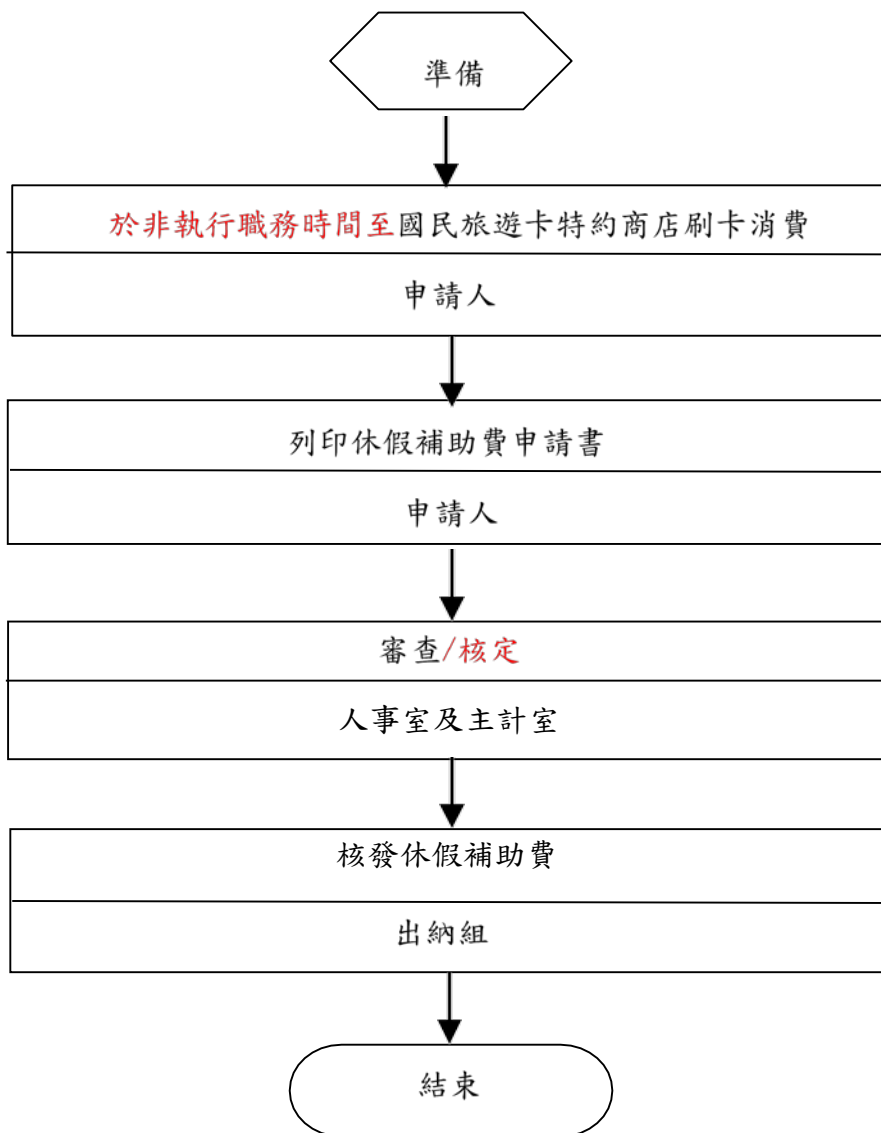 準備
於非執行職務時間至國民旅遊卡特約商店刷卡消費
申請人
列印休假補助費申請書
申請人
審查/核定
人事室及主計室
核發休假補助費
出納組
結束